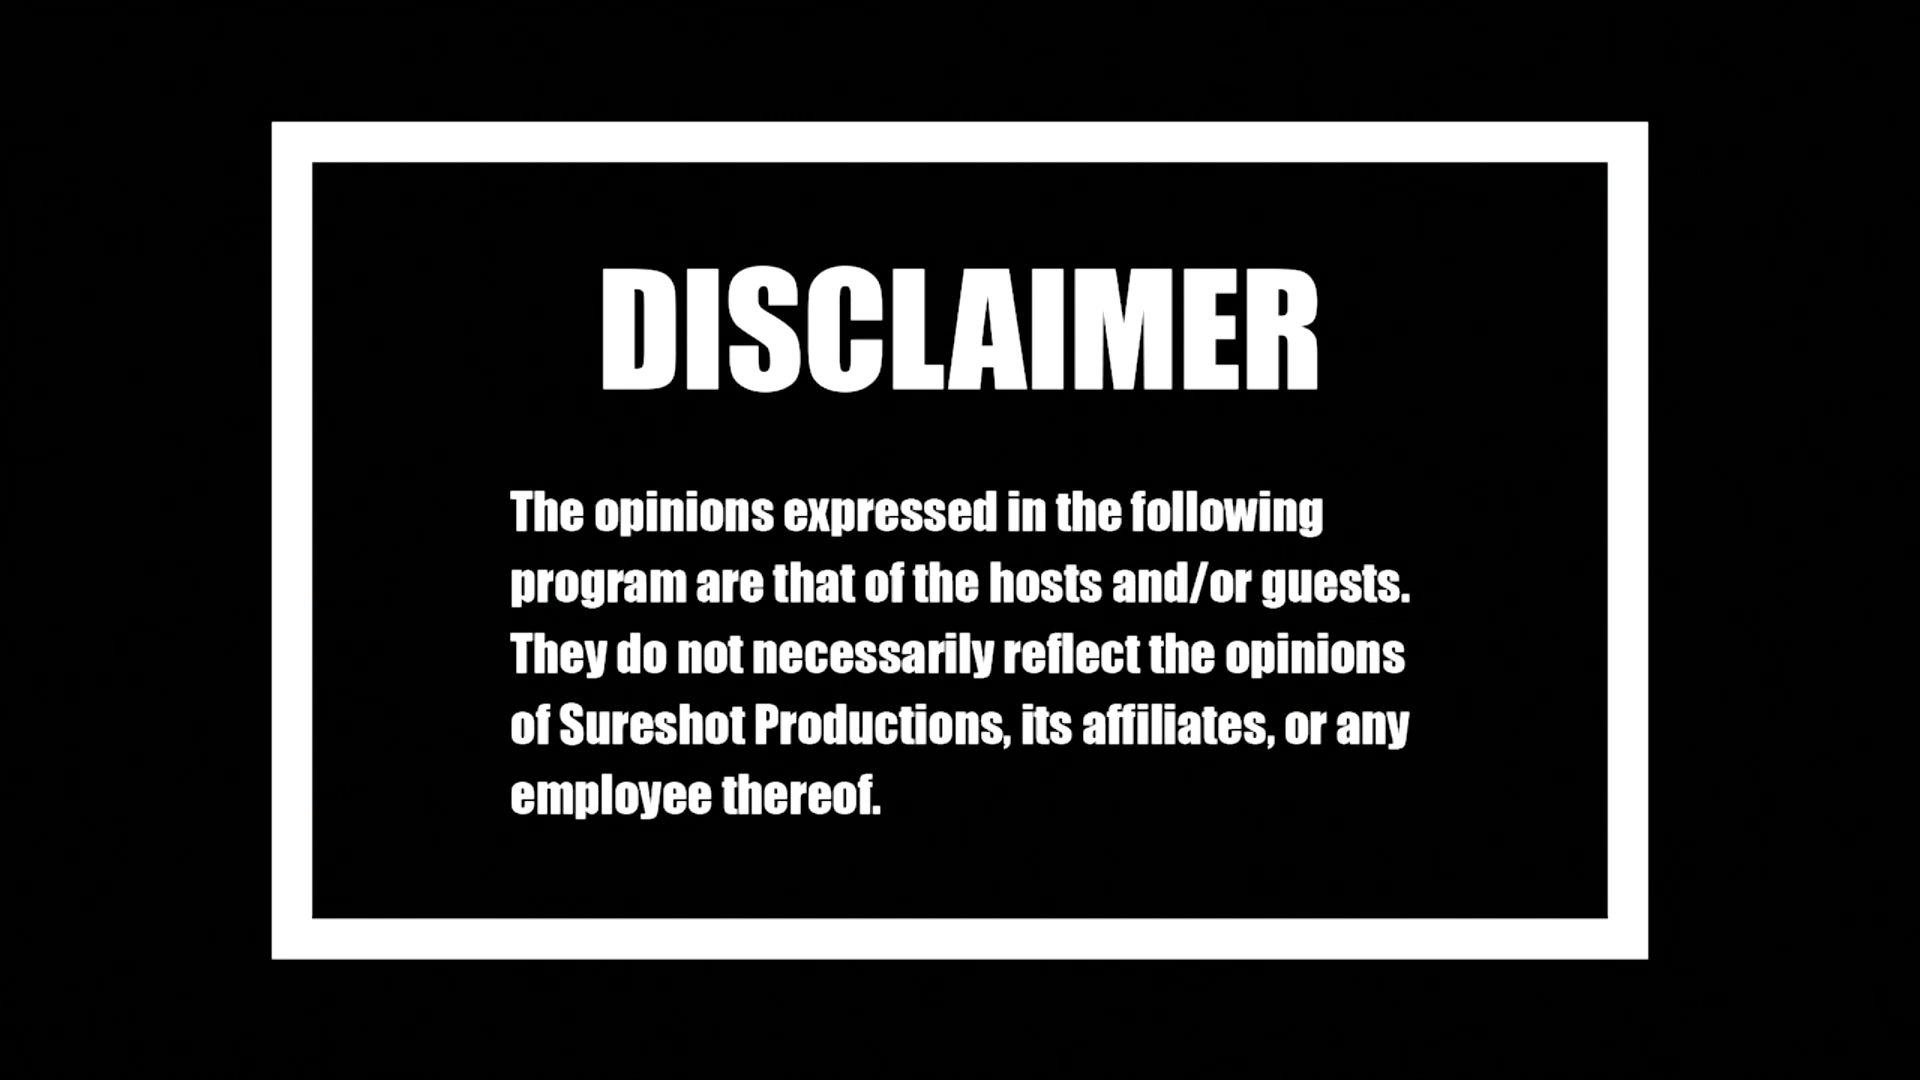 DISCLAIMER
The opinions expressed in the following
program are that of the hosts and/or guests.
They do not necessarily reflect the opinions
of Sureshot Productions, its affiliates, or any
employee thereof.